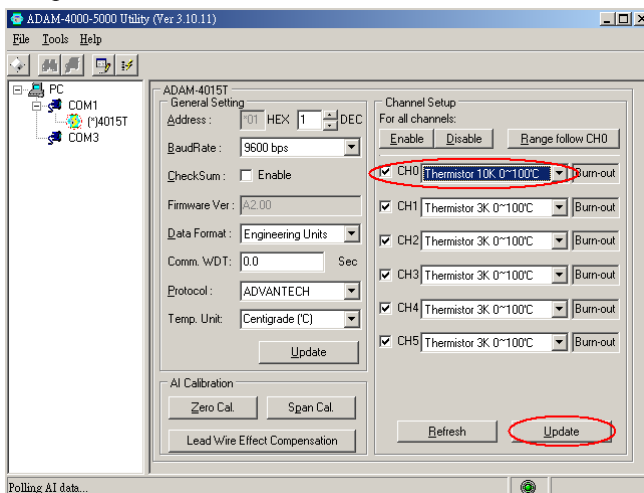 ADAM-4000-5000 Utility (Ver 3.10.11)
File Tools Help
PC
COM1
(*)4015T
COM3
ADAM-4015T
General Setting
Address : *01 HEX 1 DEC
BaudRate : 9600 bps
CheckSum : Enable
Firmware Ver : A2.00
Data Format : Engineering Units
Comm. WDT: 0.0 Sec
Protocol : ADVANTECH
Temp. Unit: Centigrade (°C)
Update
AI Calibration
Zero Cal. Span Cal.
Lead Wire Effect Compensation
Channel Setup
For all channels:
Enable Disable Range follow CH0
CH0 Thermistor 10K 0~100°C Burn-out
CH1 Thermistor 3K 0~100°C Burn-out
CH2 Thermistor 3K 0~100°C Burn-out
CH3 Thermistor 3K 0~100°C Burn-out
CH4 Thermistor 3K 0~100°C Burn-out
CH5 Thermistor 3K 0~100°C Burn-out
Refresh Update
Polling AI data...